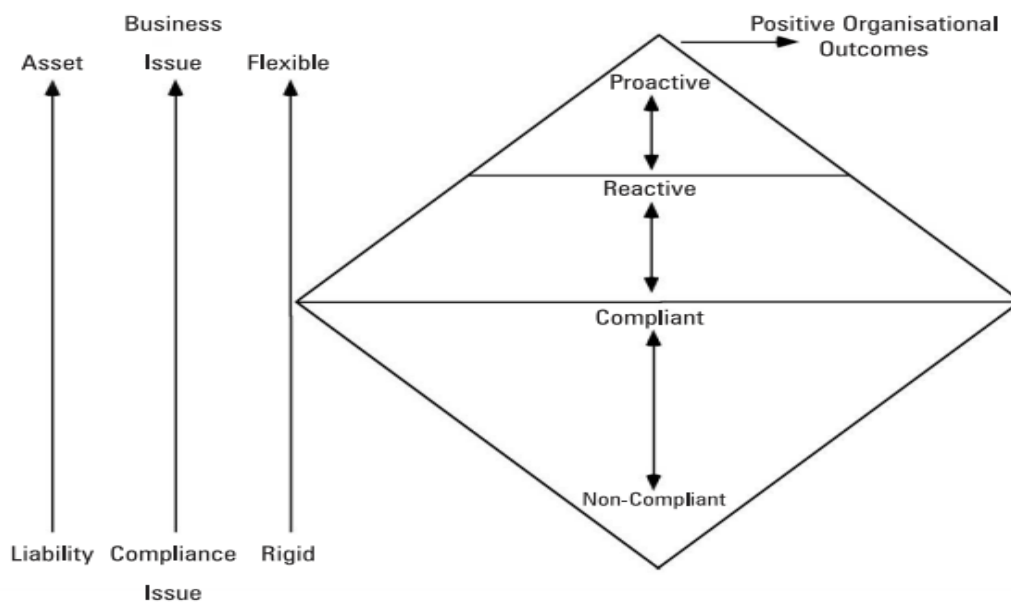 Business
Asset Issue Flexible
Positive Organisational
Outcomes
Proactive
Reactive
Compliant
Non-Compliant
Liability Compliance Rigid
Issue